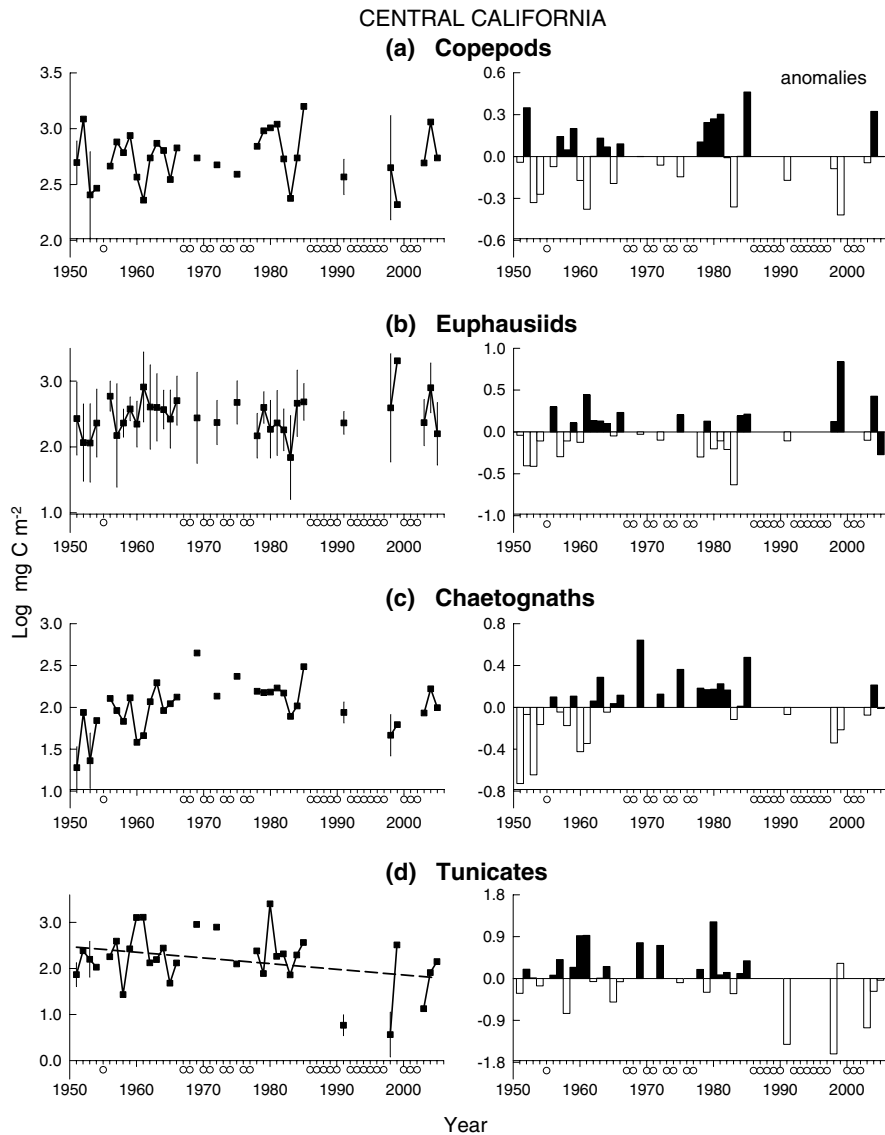 CENTRAL CALIFORNIA
(a) Copepods
3.5
3.0
2.5
2.0
1950 1960 1970 1980 1990 2000
anomalies
0.6
0.3
0.0
-0.3
-0.6
1950 1960 1970 1980 1990 2000
(b) Euphausiids
3.0
2.0
1.0
1950 1960 1970 1980 1990 2000
1.0
0.5
0.0
-0.5
-1.0
1950 1960 1970 1980 1990 2000
Log mg C m-2
(c) Chaetognaths
3.0
2.0
1.5
1.0
1950 1960 1970 1980 1990 2000
0.8
0.4
0.0
-0.4
-0.8
1950 1960 1970 1980 1990 2000
(d) Tunicates
3.0
2.0
1.0
0.0
1950 1960 1970 1980 1990 2000
1.8
0.9
0.0
-0.9
-1.8
1950 1960 1970 1980 1990 2000
Year